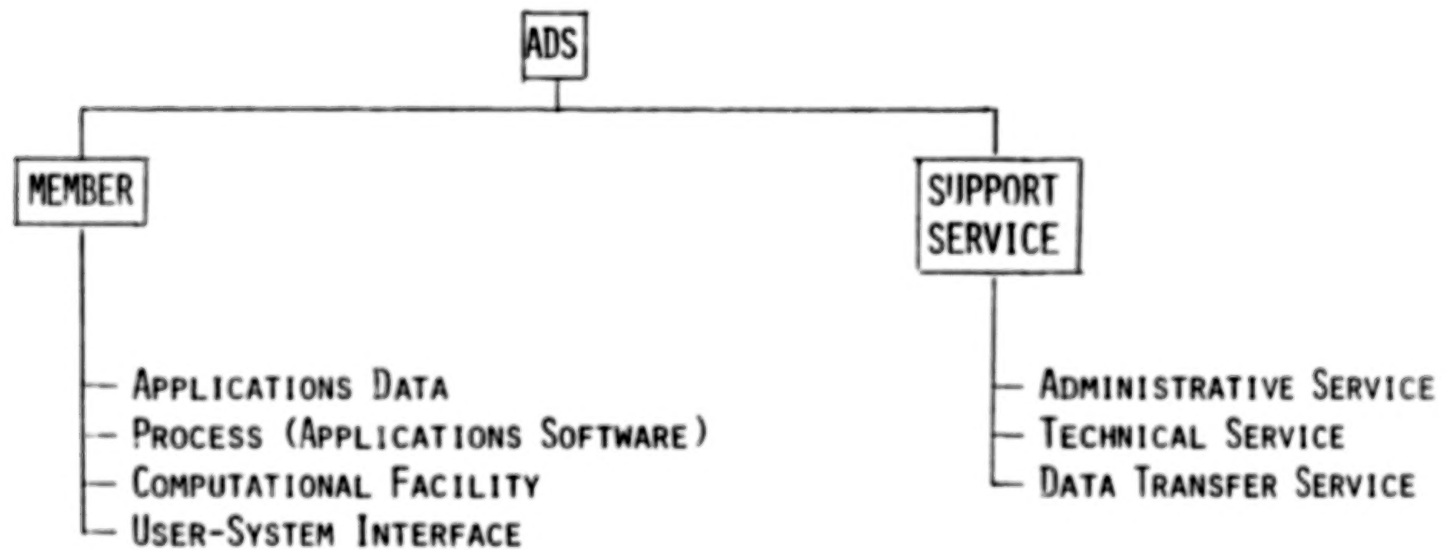 ADS
MEMBER
SUPPORT
SERVICE
APPLICATIONS DATA
PROCESS (APPLICATIONS SOFTWARE)
COMPUTATIONAL FACILITY
USER-SYSTEM INTERFACE
ADMINISTRATIVE SERVICE
TECHNICAL SERVICE
DATA TRANSFER SERVICE